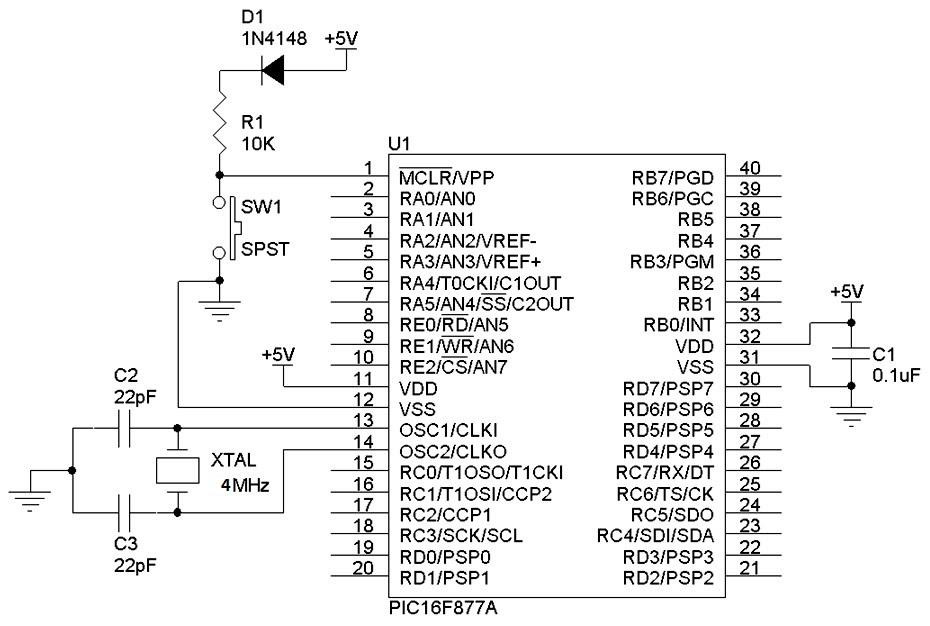 D1
1N4148
+5V
R1
10K
U1
1
MCLR/VPP
RB7/PGD
40
2
RA0/AN0
RB6/PGC
39
3
RA1/AN1
RB5
38
4
RA2/AN2/VREF-
RB4
37
5
RA3/AN3/VREF+
RB3/PGM
36
6
RA4/T0CKI/C1OUT
RB2
35
7
RA5/AN4/SS/C2OUT
RB1
34
8
RE0/RD/AN5
RB0/INT
33
9
RE1/WR/AN6
VDD
32
10
RE2/CS/AN7
VSS
31
11
VDD
RD7/PSP7
30
12
VSS
RD6/PSP6
29
13
OSC1/CLKI
RD5/PSP5
28
14
OSC2/CLKO
RD4/PSP4
27
15
RC0/T1OSO/T1CKI
RC7/RX/DT
26
16
RC1/T1OSI/CCP2
RC6/TS/CK
25
17
RC2/CCP1
RC5/SDO
24
18
RC3/SCK/SCL
RC4/SDI/SDA
23
19
RD0/PSP0
RD3/PSP3
22
20
RD1/PSP1
RD2/PSP2
21
PIC16F877A
SW1
SPST
+5V
C2
22pF
XTAL
4MHz
C3
22pF
+5V
C1
0.1uF